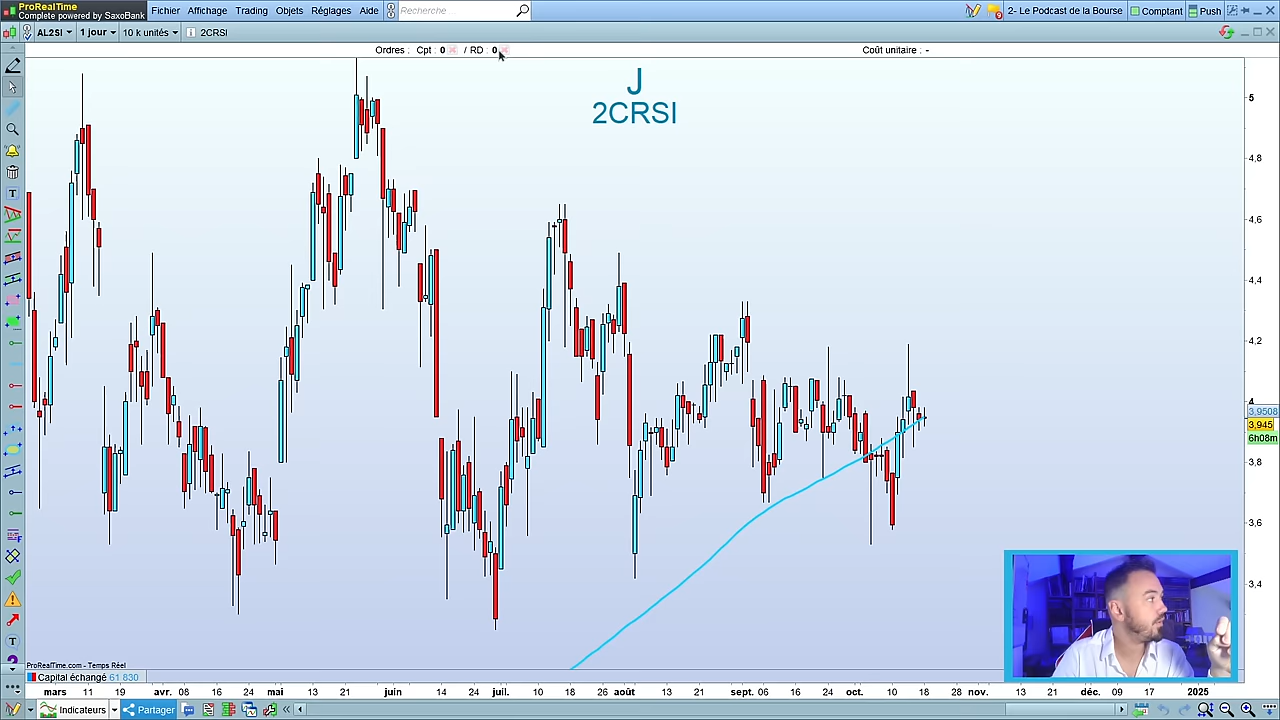 ProRealTime
Complete powered by SaxoBank
Fichier Affichage Trading Objets Réglages Aide Recherche
2- Le Podcast de la Bourse Comptant Push
AL2SI 1 jour 10 k unités i 2CRSI
Ordres : Cpt : 0 / RD : 0 Coût unitaire : -
J
2CRSI
5
4,8
4,6
4,4
4,2
4
3,9508
3,945
6h08m
3,8
3,6
3,4
ProRealTime.com - Temps Réel
Capital échangé 61 830
mars 11 19 avr. 08 16 24 mai 13 21 juin 10 18 juil. 10 18 26 août 13 21 sept. 06 16 24 oct. 10 18 28 nov. 13 21 déc. 09 17 2025
Indicateurs Partager